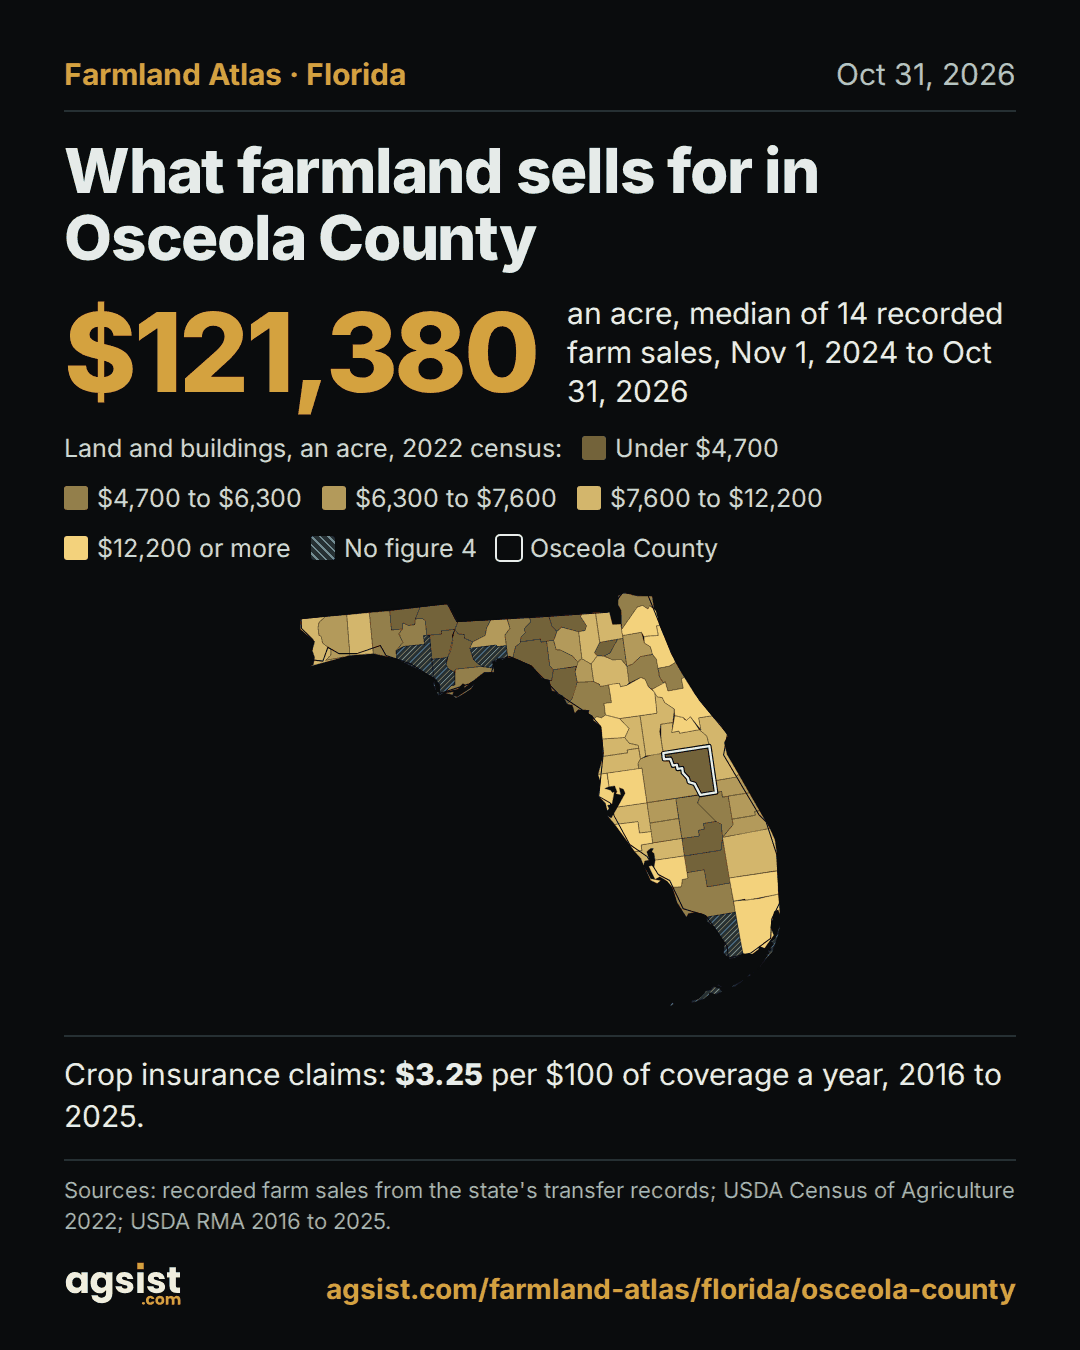 Farmland Atlas · Florida
Oct 31, 2026
What farmland sells for in
Osceola County
$121,380
an acre, median of 14 recorded
farm sales, Nov 1, 2024 to Oct
31, 2026
Land and buildings, an acre, 2022 census: Under $4,700
$4,700 to $6,300 $6,300 to $7,600 $7,600 to $12,200
$12,200 or more No figure 4 Osceola County
Crop insurance claims: $3.25 per $100 of coverage a year, 2016 to
2025.
Sources: recorded farm sales from the state's transfer records; USDA Census of Agriculture
2022; USDA RMA 2016 to 2025.
agsist
.com
agsist.com/farmland-atlas/florida/osceola-county